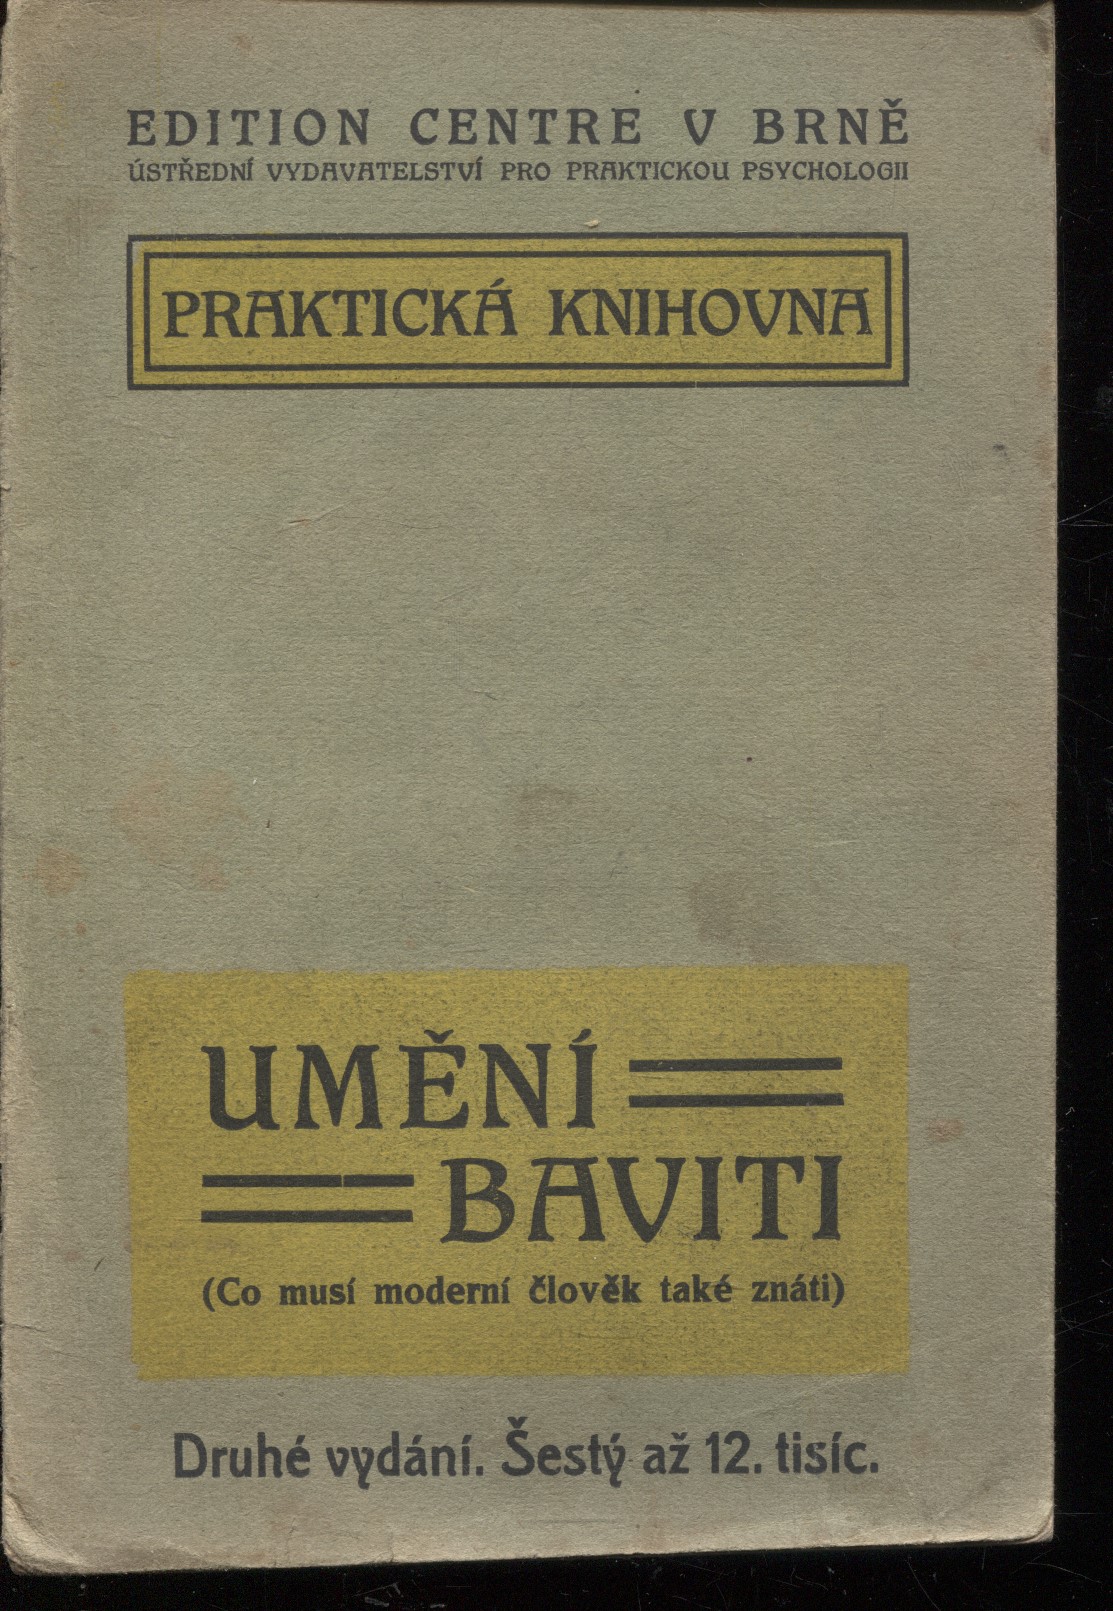 EDITION CENTRE V BRNĚ
ÚSTŘEDNÍ VYDAVATELSTVÍ PRO PRAKTICKOU PSYCHOLOGII
PRAKTICKÁ KNIHOVNA
UMĚNÍ
BAVITI
(Co musí moderní člověk také znáti)
Druhé vydání. Šestý až 12. tisíc.